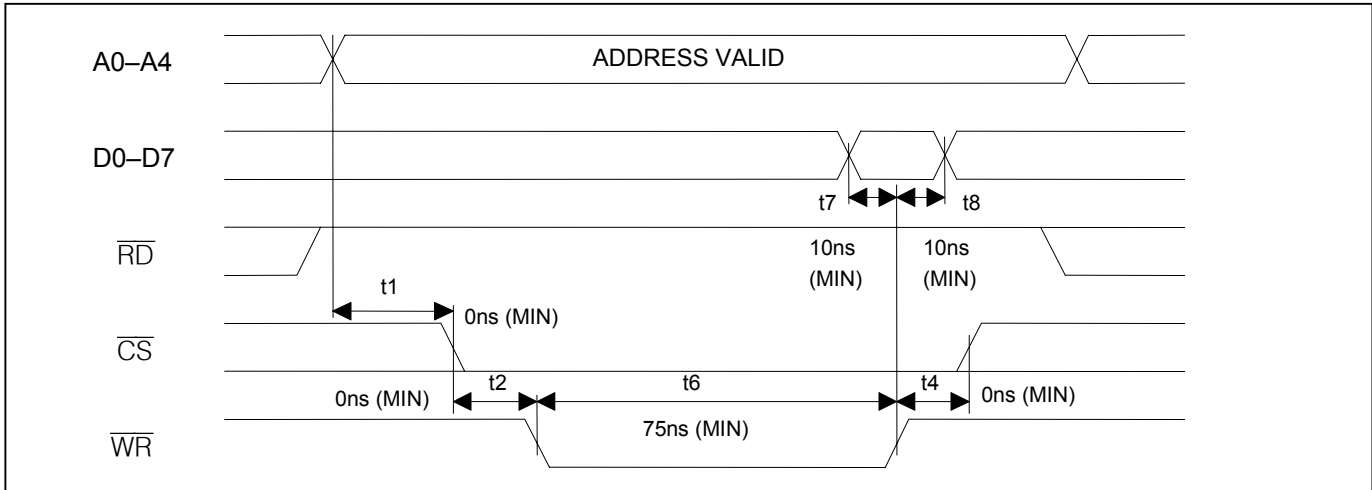 A0–A4
ADDRESS VALID
D0–D7
t7
t8
RD
10ns
(MIN)
10ns
(MIN)
t1
0ns (MIN)
CS
t2
t6
t4
0ns (MIN)
0ns (MIN)
75ns (MIN)
WR